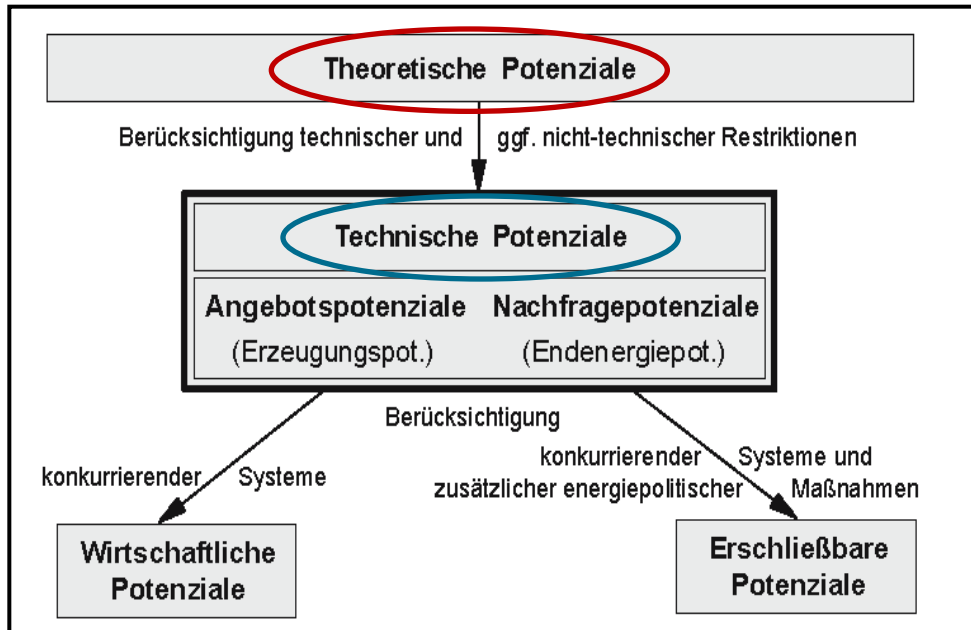 Theoretische Potenziale
Berücksichtigung technischer und ggf. nicht-technischer Restriktionen
Technische Potenziale
Angebotspotenziale Nachfragepotenziale
(Erzeugungspot.) (Endenergiepot.)
Berücksichtigung
konkurrierender Systeme
konkurrierender Systeme und
zusätzlicher energiepolitischer Maßnahmen
Wirtschaftliche
Potenziale
Erschließbare
Potenziale